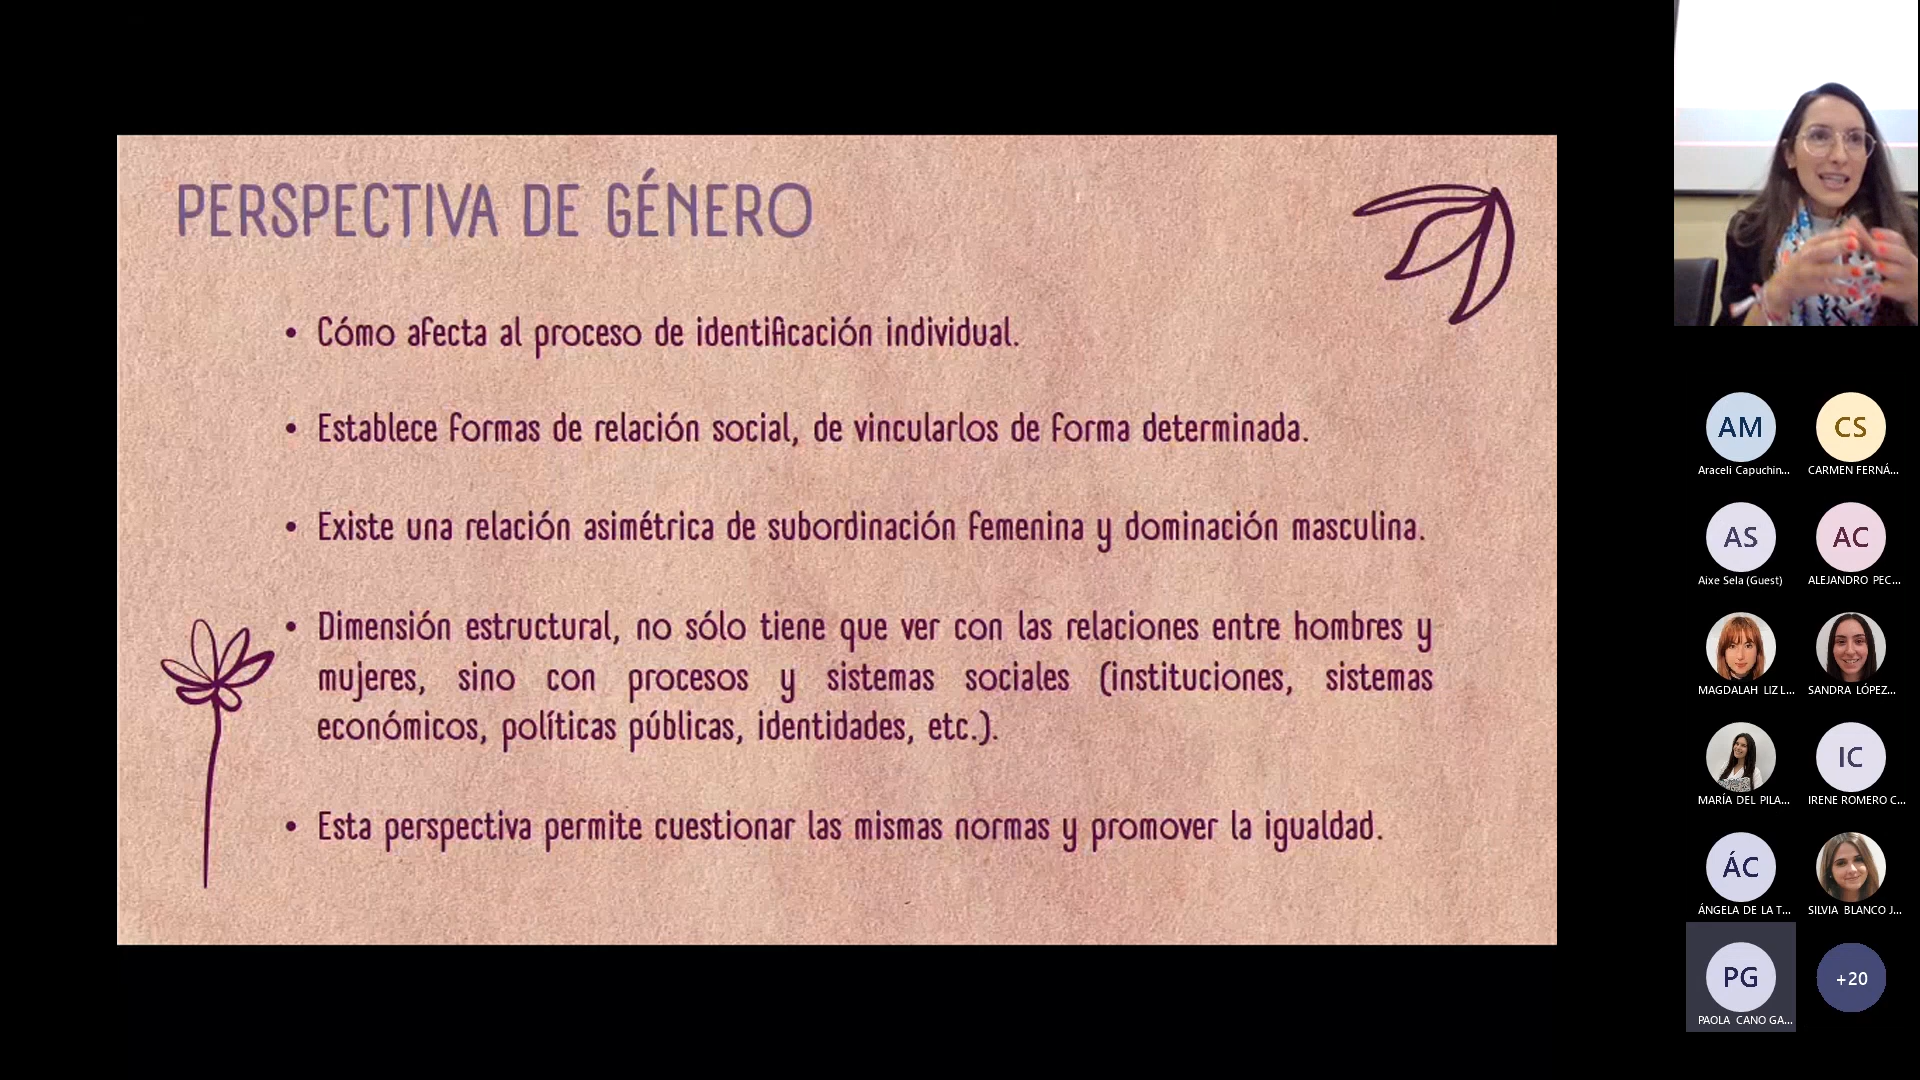 PERSPECTIVA DE GÉNERO
• Cómo afecta al proceso de identificación individual.
• Establece formas de relación social, de vincularlos de forma determinada.
• Existe una relación asimétrica de subordinación femenina y dominación masculina.
• Dimensión estructural, no sólo tiene que ver con las relaciones entre hombres y
mujeres, sino con procesos y sistemas sociales (instituciones, sistemas
económicos, políticas públicas, identidades, etc.).
• Esta perspectiva permite cuestionar las mismas normas y promover la igualdad.
AM
Araceli Capuchin...
CS
CARMEN FERNÁ...
AS
Aixe Sela (Guest)
AC
ALEJANDRO PEC...
MAGDALAH LIZ L...
SANDRA LÓPEZ...
MARÍA DEL PILA...
IC
IRENE ROMERO C...
ÁC
ÁNGELA DE LA T...
SILVIA BLANCO J...
PG
PAOLA CANO GA...
+20